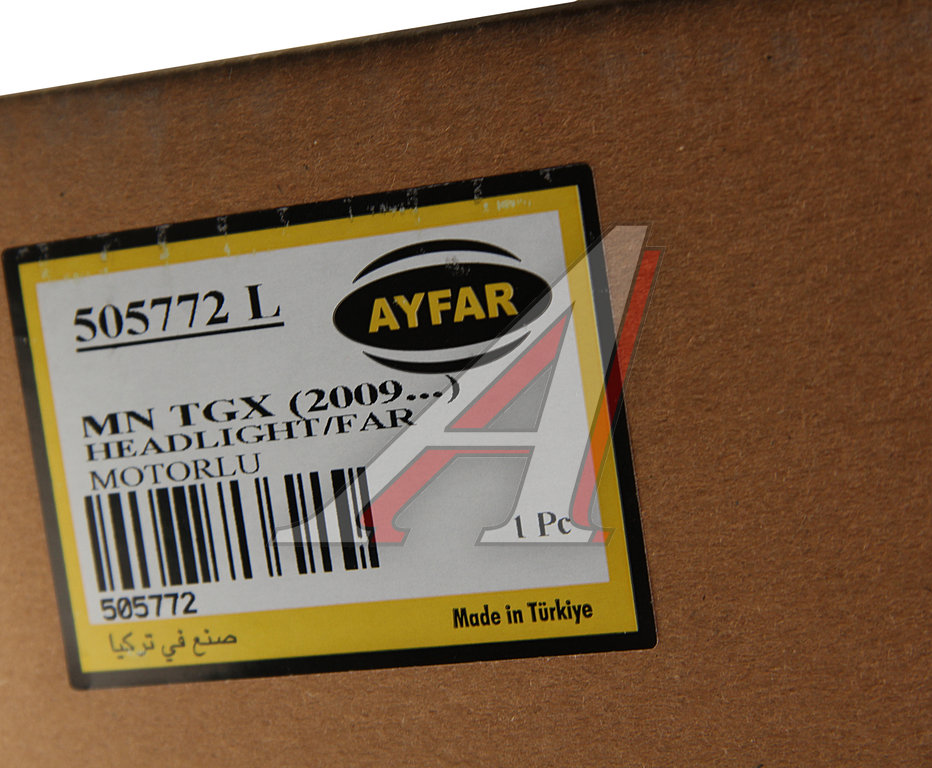 505772 L
AYFAR
MN TGX (2009...)
HEADLIGHT/FAR
MOTORLU
1 Pc
505772
صنع في تركيا
Made in Türkiye